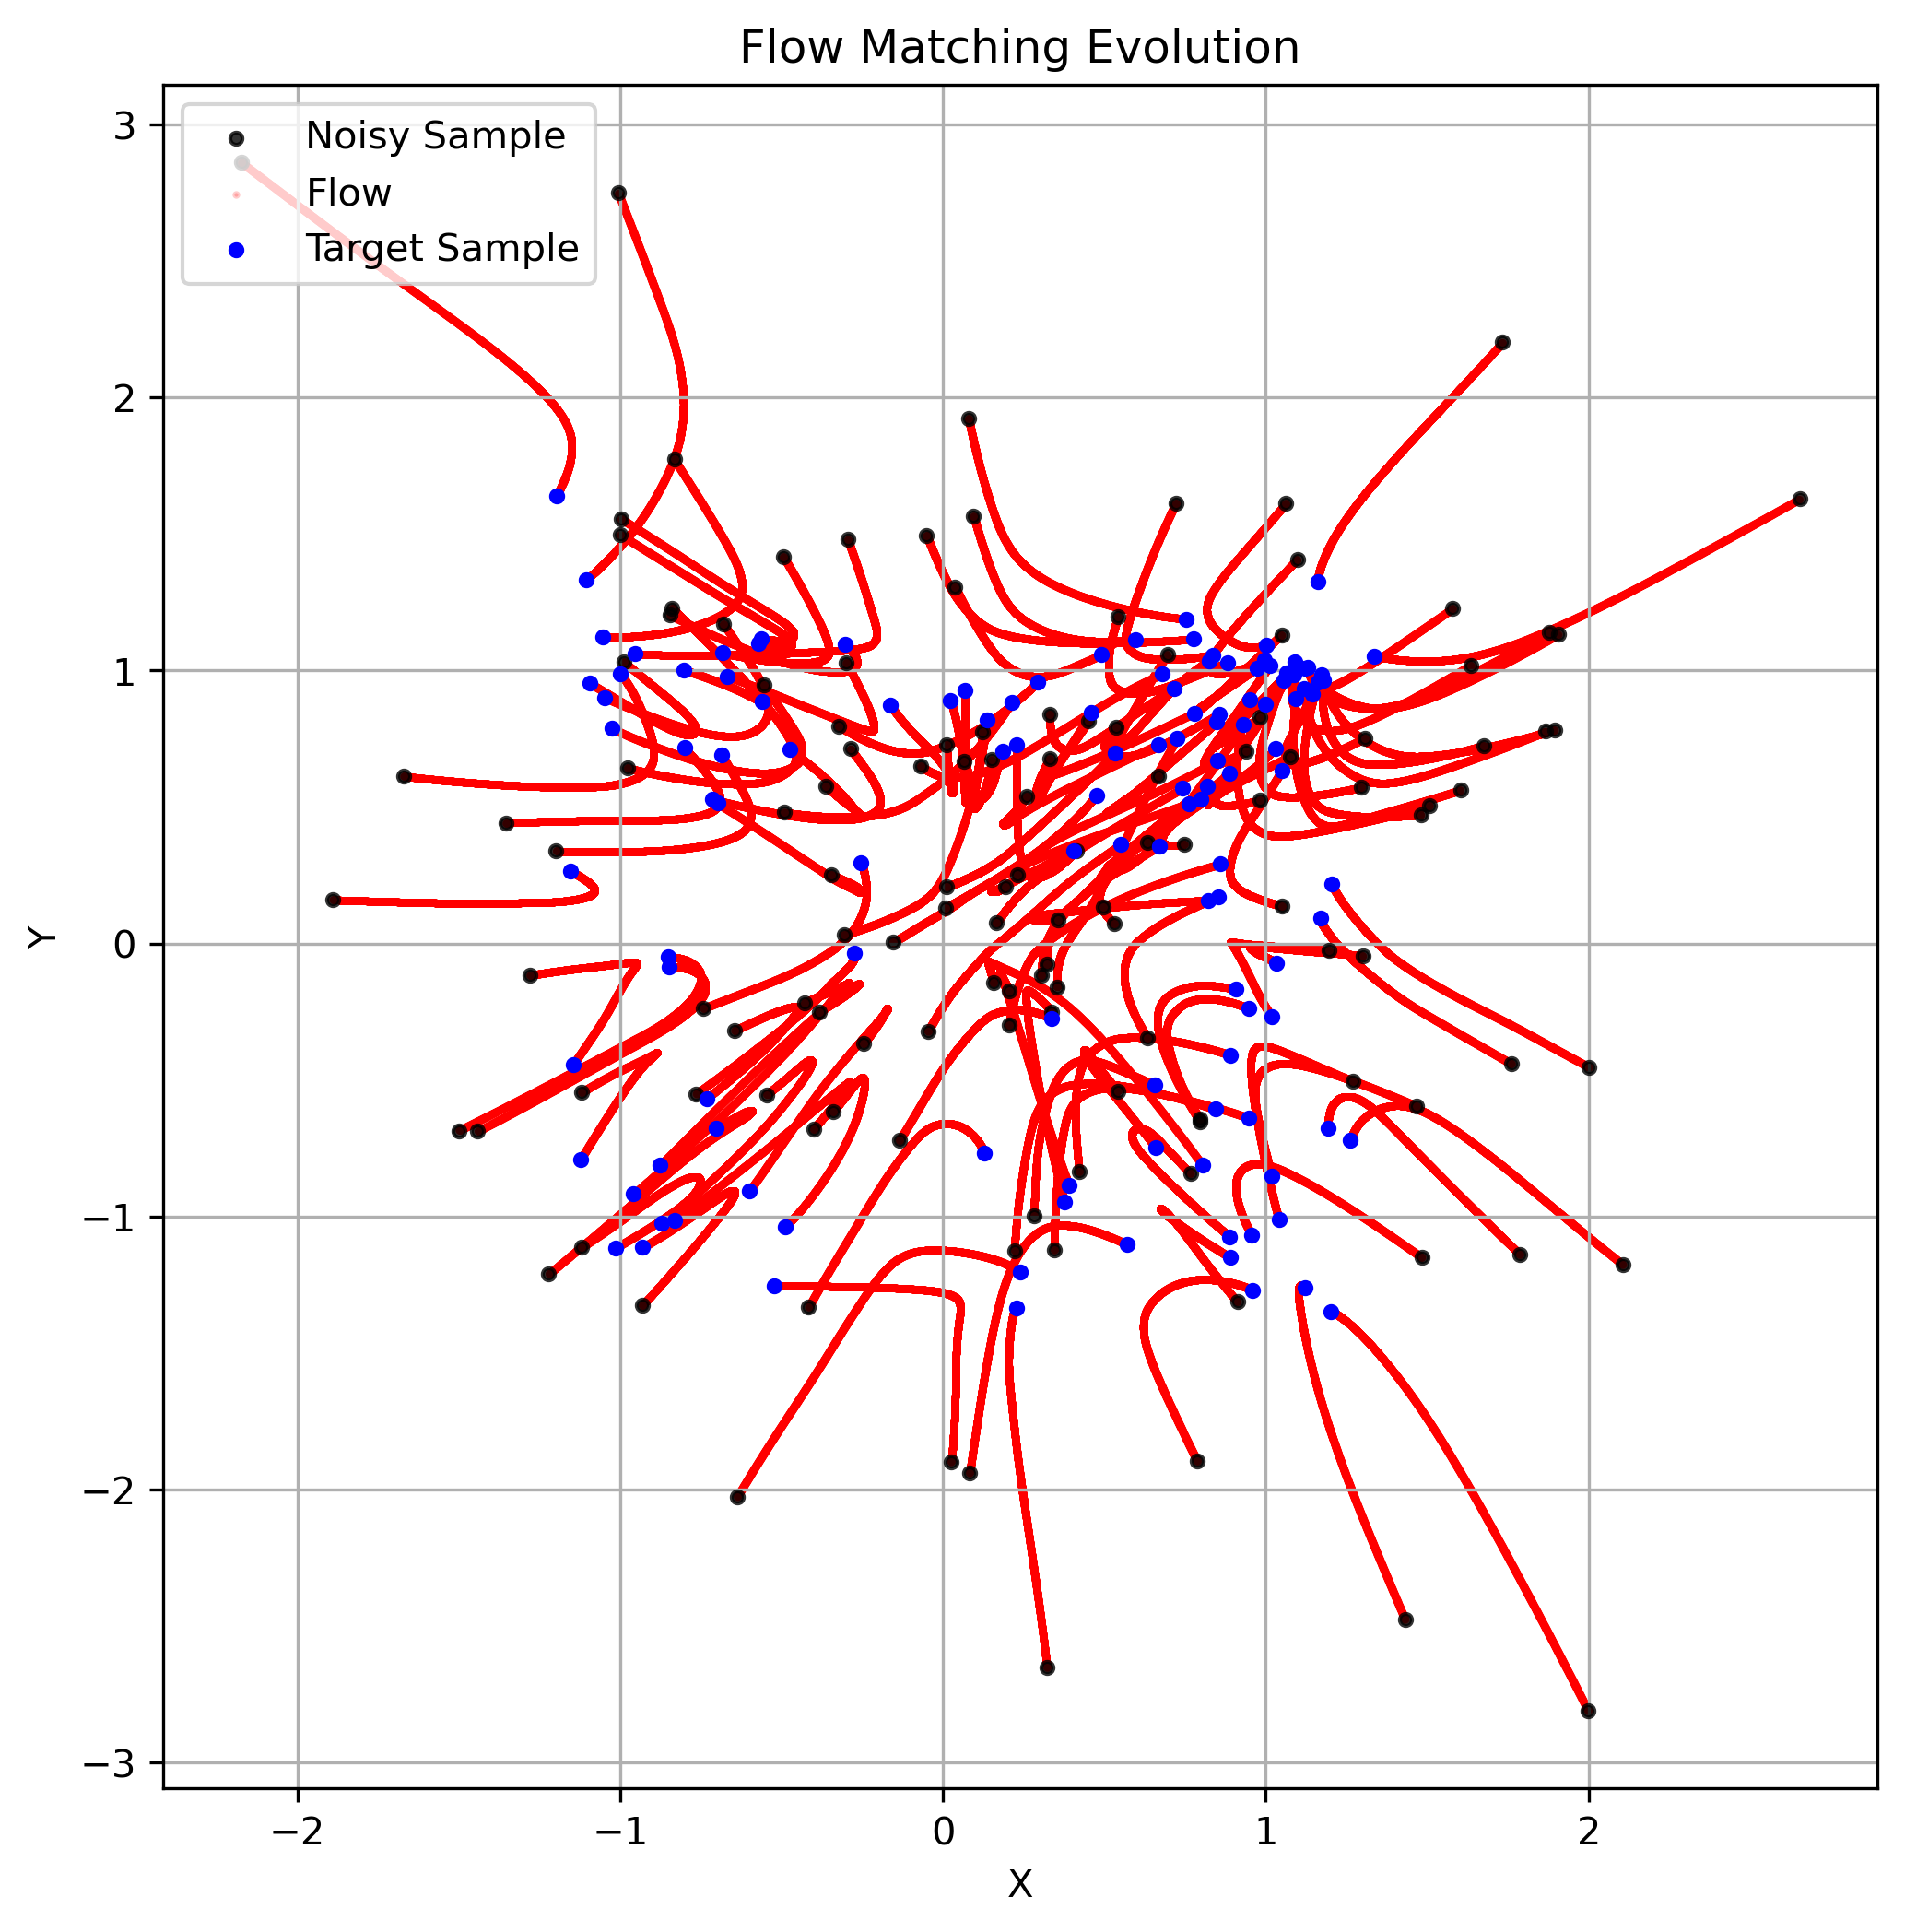 Flow Matching Evolution
Noisy Sample
Flow
Target Sample
3
2
1
0
−1
−2
−3
Y
−2
−1
0
1
2
X